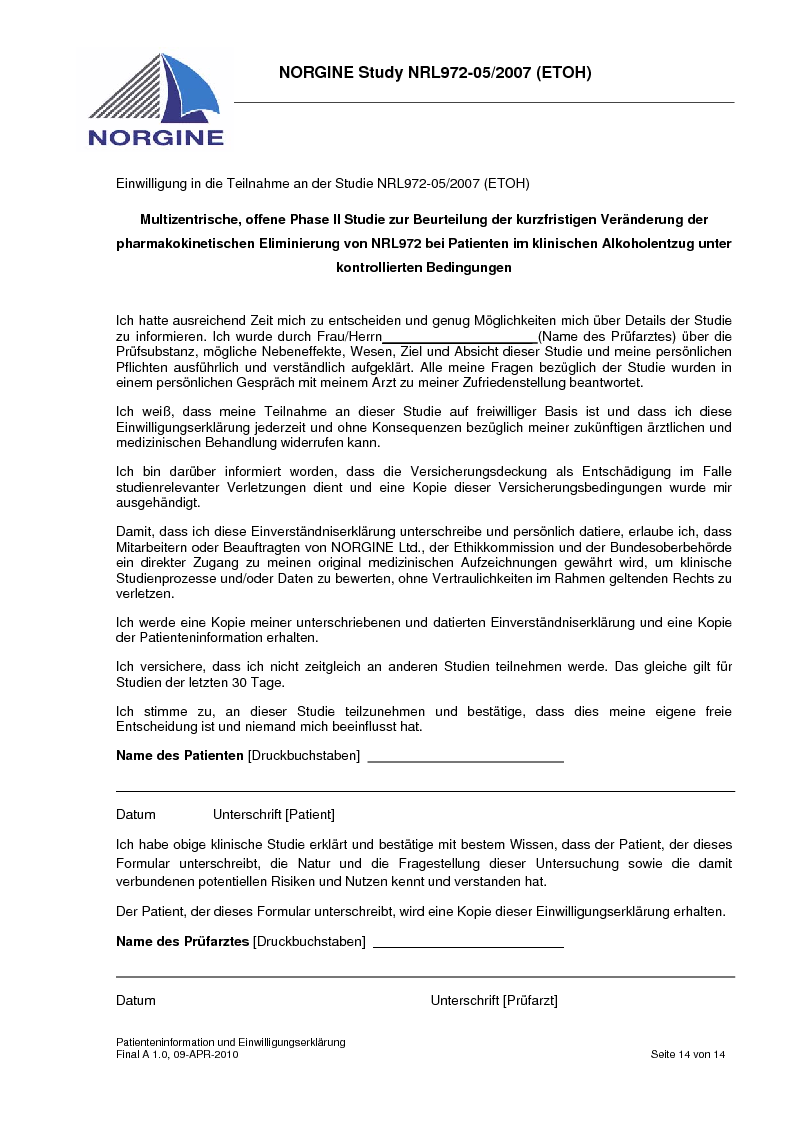 NORGINE
NORGINE Study NRL972-05/2007 (ETOH)
Einwilligung in die Teilnahme an der Studie NRL972-05/2007 (ETOH)
Multizentrische, offene Phase II Studie zur Beurteilung der kurzfristigen Veränderung der
pharmakokinetischen Eliminierung von NRL972 bei Patienten im klinischen Alkoholentzug unter
kontrollierten Bedingungen
Ich hatte ausreichend Zeit mich zu entscheiden und genug Möglichkeiten mich über Details der Studie
zu informieren. Ich wurde durch Frau/Herrn______________________(Name des Prüfarztes) über die
Prüfsubstanz, mögliche Nebeneffekte, Wesen, Ziel und Absicht dieser Studie und meine persönlichen
Pflichten ausführlich und verständlich aufgeklärt. Alle meine Fragen bezüglich der Studie wurden in
einem persönlichen Gespräch mit meinem Arzt zu meiner Zufriedenstellung beantwortet.
Ich weiß, dass meine Teilnahme an dieser Studie auf freiwilliger Basis ist und dass ich diese
Einwilligungserklärung jederzeit und ohne Konsequenzen bezüglich meiner zukünftigen ärztlichen und
medizinischen Behandlung widerrufen kann.
Ich bin darüber informiert worden, dass die Versicherungsdeckung als Entschädigung im Falle
studienrelevanter Verletzungen dient und eine Kopie dieser Versicherungsbedingungen wurde mir
ausgehändigt.
Damit, dass ich diese Einverständniserklärung unterschreibe und persönlich datiere, erlaube ich, dass
Mitarbeitern oder Beauftragten von NORGINE Ltd., der Ethikkommission und der Bundesoberbehörde
ein direkter Zugang zu meinen original medizinischen Aufzeichnungen gewährt wird, um klinische
Studienprozesse und/oder Daten zu bewerten, ohne Vertraulichkeiten im Rahmen geltenden Rechts zu
verletzen.
Ich werde eine Kopie meiner unterschriebenen und datierten Einverständniserklärung und eine Kopie
der Patienteninformation erhalten.
Ich versichere, dass ich nicht zeitgleich an anderen Studien teilnehmen werde. Das gleiche gilt für
Studien der letzten 30 Tage.
Ich stimme zu, an dieser Studie teilzunehmen und bestätige, dass dies meine eigene freie
Entscheidung ist und niemand mich beeinflusst hat.
Name des Patienten [Druckbuchstaben] ____________________________
Datum Unterschrift [Patient]
Ich habe obige klinische Studie erklärt und bestätige mit bestem Wissen, dass der Patient, der dieses
Formular unterschreibt, die Natur und die Fragestellung dieser Untersuchung sowie die damit
verbundenen potentiellen Risiken und Nutzen kennt und verstanden hat.
Der Patient, der dieses Formular unterschreibt, wird eine Kopie dieser Einwilligungserklärung erhalten.
Name des Prüfarztes [Druckbuchstaben] ___________________________
Datum Unterschrift [Prüfarzt]
Patienteninformation und Einwilligungserklärung
Final A 1.0, 09-APR-2010 Seite 14 von 14